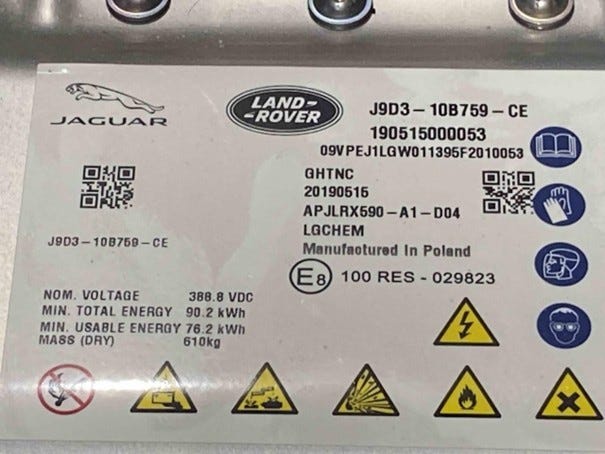 JAGUAR
LAND-
-ROVER
J9D3-10B759-CE
190515000053
09VPEJ1LGW011395F2010053
GHTNC
20190515
APJLRX590-A1-D04
LGCHEM
Manufactured In Poland
E8 100 RES - 029823
J9D3-10B759-CE
NOM. VOLTAGE 388.8 VDC
MIN. TOTAL ENERGY 90.2 kWh
MIN. USABLE ENERGY 76.2 kWh
MASS (DRY) 610kg